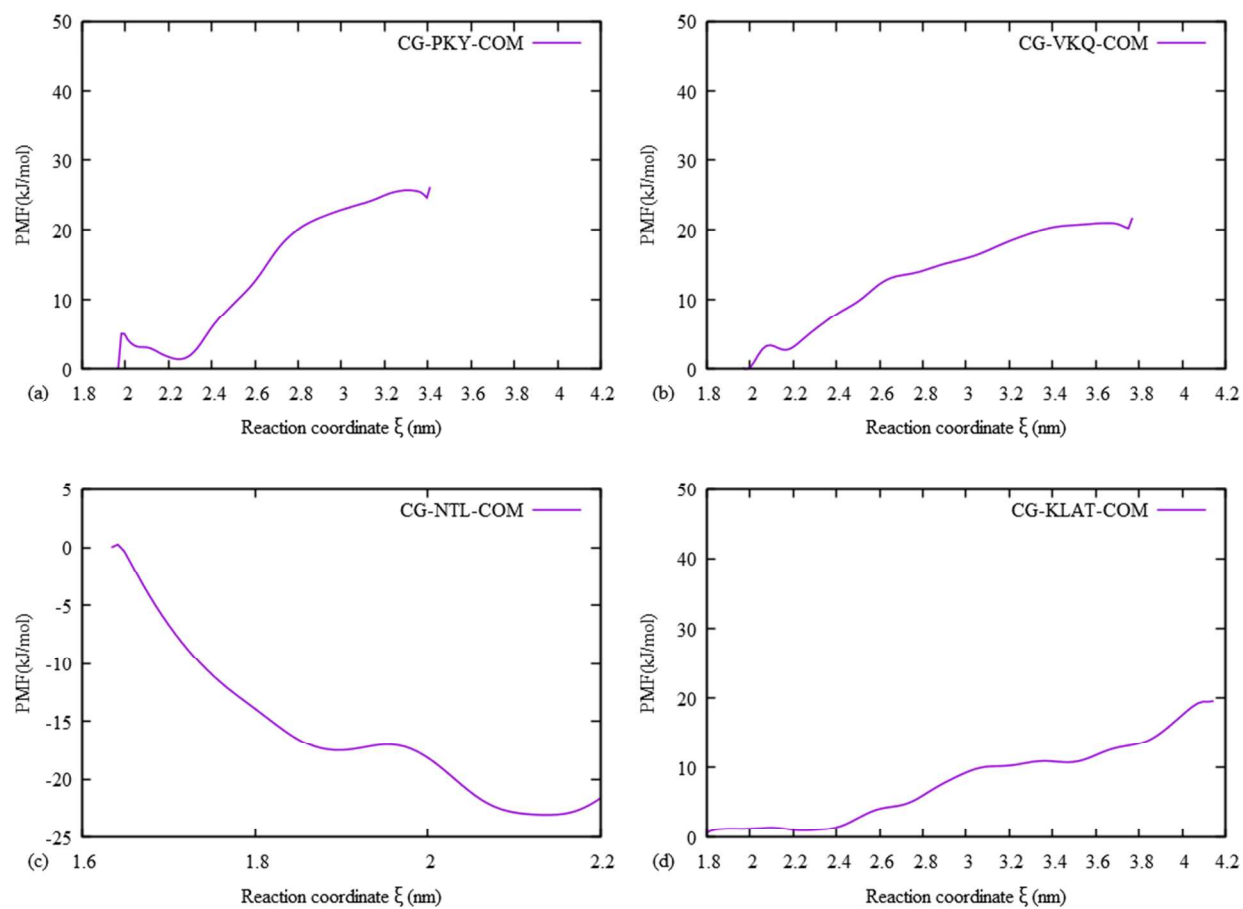 CG-PKY-COM
PMF(kJ/mol)
50
40
30
20
10
0
1.8 2 2.2 2.4 2.6 2.8 3 3.2 3.4 3.6 3.8 4 4.2
(a)
Reaction coordinate ξ (nm)
CG-VKQ-COM
PMF(kJ/mol)
50
40
30
20
10
0
1.8 2 2.2 2.4 2.6 2.8 3 3.2 3.4 3.6 3.8 4 4.2
(b)
Reaction coordinate ξ (nm)
CG-NTL-COM
PMF(kJ/mol)
5
0
-5
-10
-15
-20
-25
1.6 1.8 2 2.2
(c)
Reaction coordinate ξ (nm)
CG-KLAT-COM
PMF(kJ/mol)
50
40
30
20
10
0
1.8 2 2.2 2.4 2.6 2.8 3 3.2 3.4 3.6 3.8 4 4.2
(d)
Reaction coordinate ξ (nm)